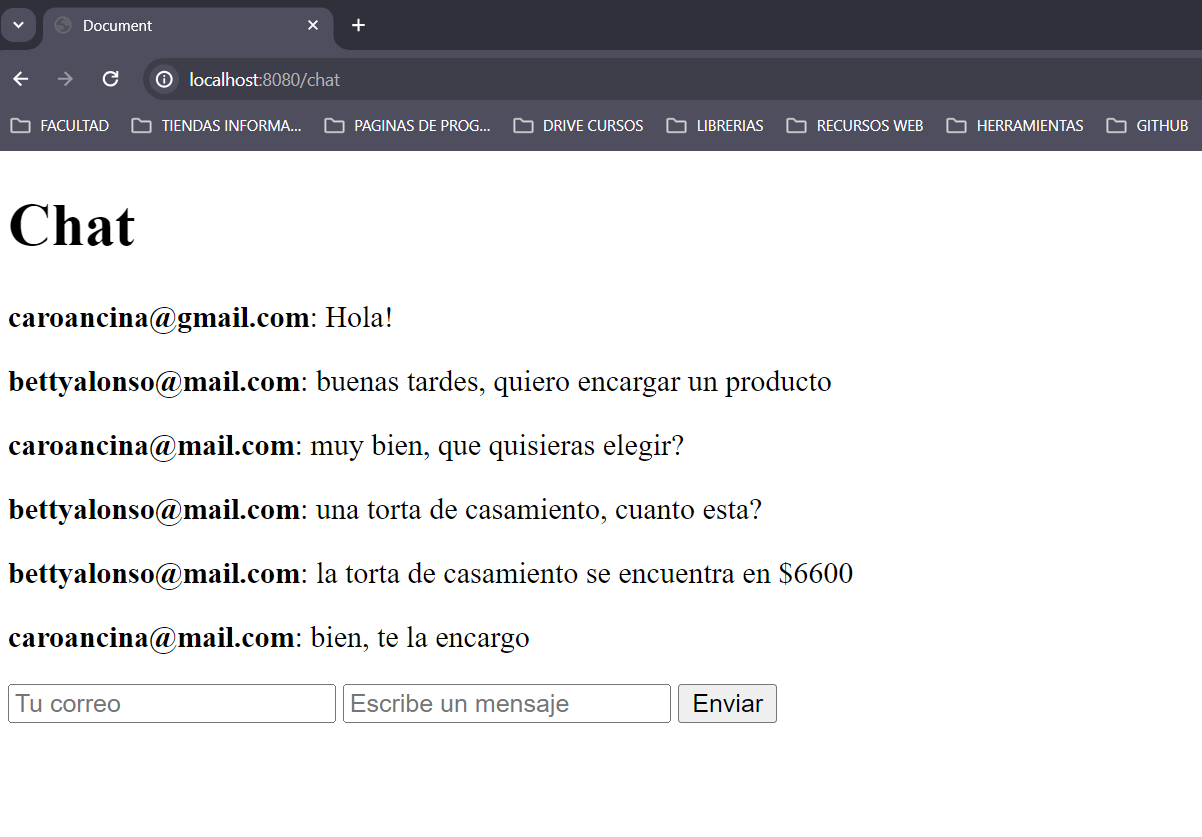 Document
localhost:8080/chat
FACULTAD TIENDAS INFORMA... PAGINAS DE PROG... DRIVE CURSOS LIBRERIAS RECURSOS WEB HERRAMIENTAS GITHUB
Chat
caroancina@gmail.com: Hola!
bettyalonso@mail.com: buenas tardes, quiero encargar un producto
caroancina@mail.com: muy bien, que quisieras elegir?
bettyalonso@mail.com: una torta de casamiento, cuanto esta?
bettyalonso@mail.com: la torta de casamiento se encuentra en $6600
caroancina@mail.com: bien, te la encargo
Tu correo Escribe un mensaje Enviar